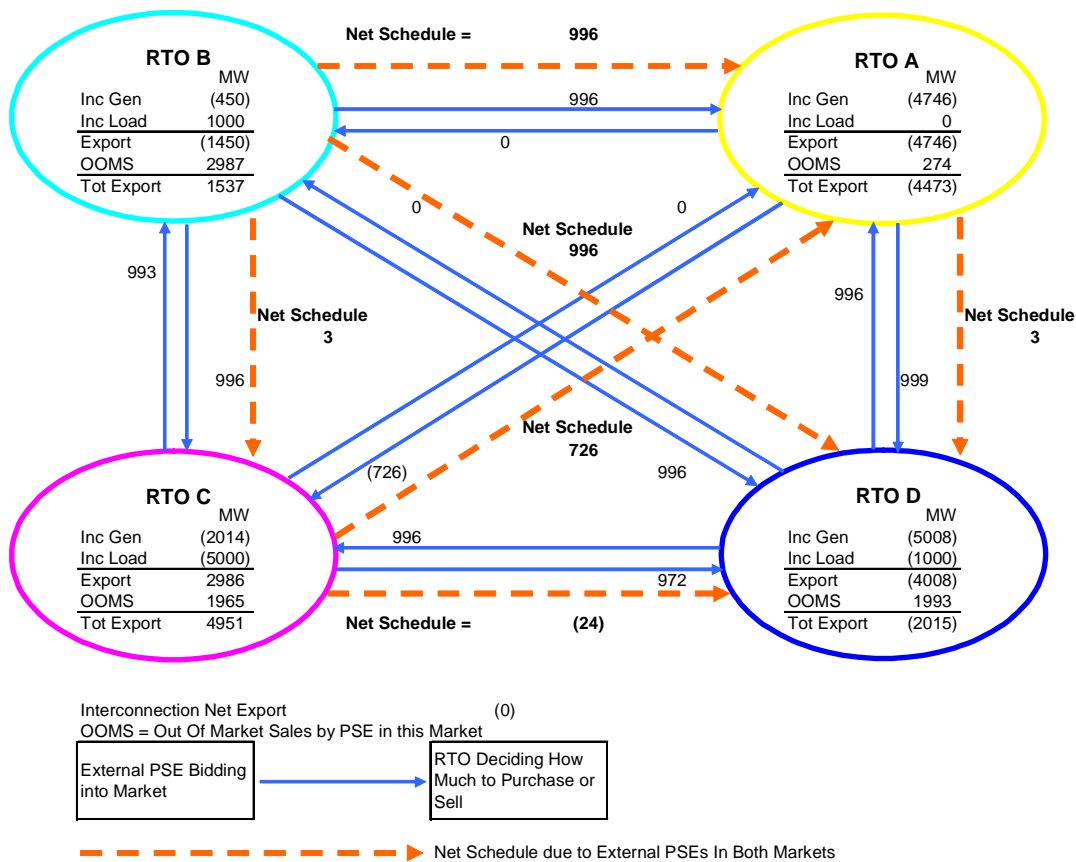 Net Schedule = 996
RTO B
MW
Inc Gen (450)
Inc Load 1000
Export (1450)
OOMS 2987
Tot Export 1537
RTO A
MW
Inc Gen (4746)
Inc Load 0
Export (4746)
OOMS 274
Tot Export (4473)
996
0
0
0
Net Schedule
996
993
Net Schedule
3
996
996
Net Schedule
3
999
Net Schedule
726
(726)
996
RTO C
MW
Inc Gen (2014)
Inc Load (5000)
Export 2986
OOMS 1965
Tot Export 4951
RTO D
MW
Inc Gen (5008)
Inc Load (1000)
Export (4008)
OOMS 1993
Tot Export (2015)
996
972
Net Schedule = (24)
Interconnection Net Export (0)
OOMS = Out Of Market Sales by PSE in this Market
External PSE Bidding
into Market
RTO Deciding How
Much to Purchase or
Sell
Net Schedule due to External PSEs In Both Markets